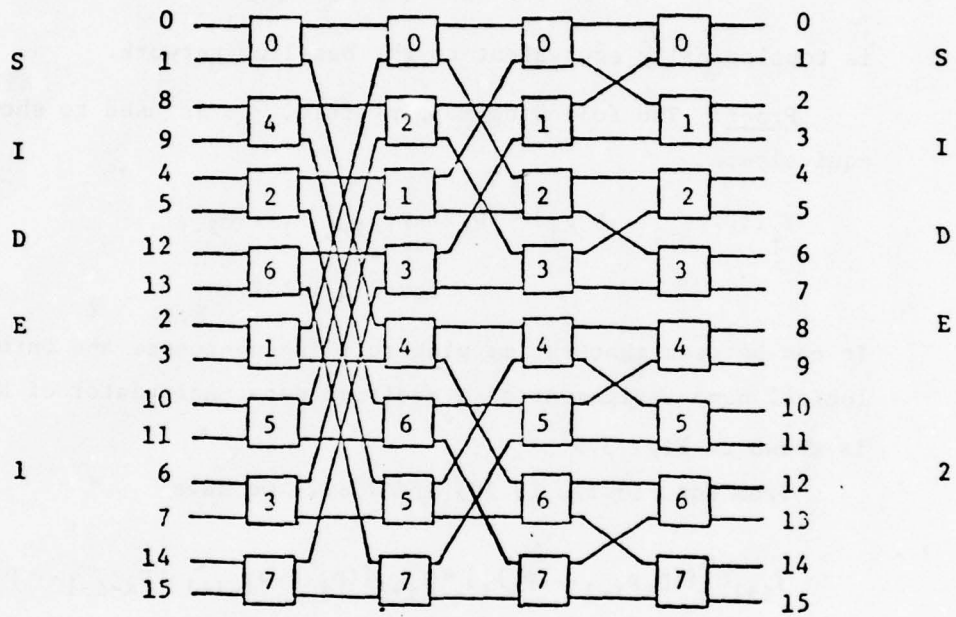 0 0
0 0 0 0
S 1 1 S
8 2
4 2 1 1
I 9 3 I
4 4
2 1 2 2
5 5
D 12 6 D
6 3 3 3
13 7
E 2 8 E
1 4 4 4
3 9
10 10
5 6 5 5
11 11
1 6 12 2
3 5 6 6
7 13
14 14
7 7 7
15 15